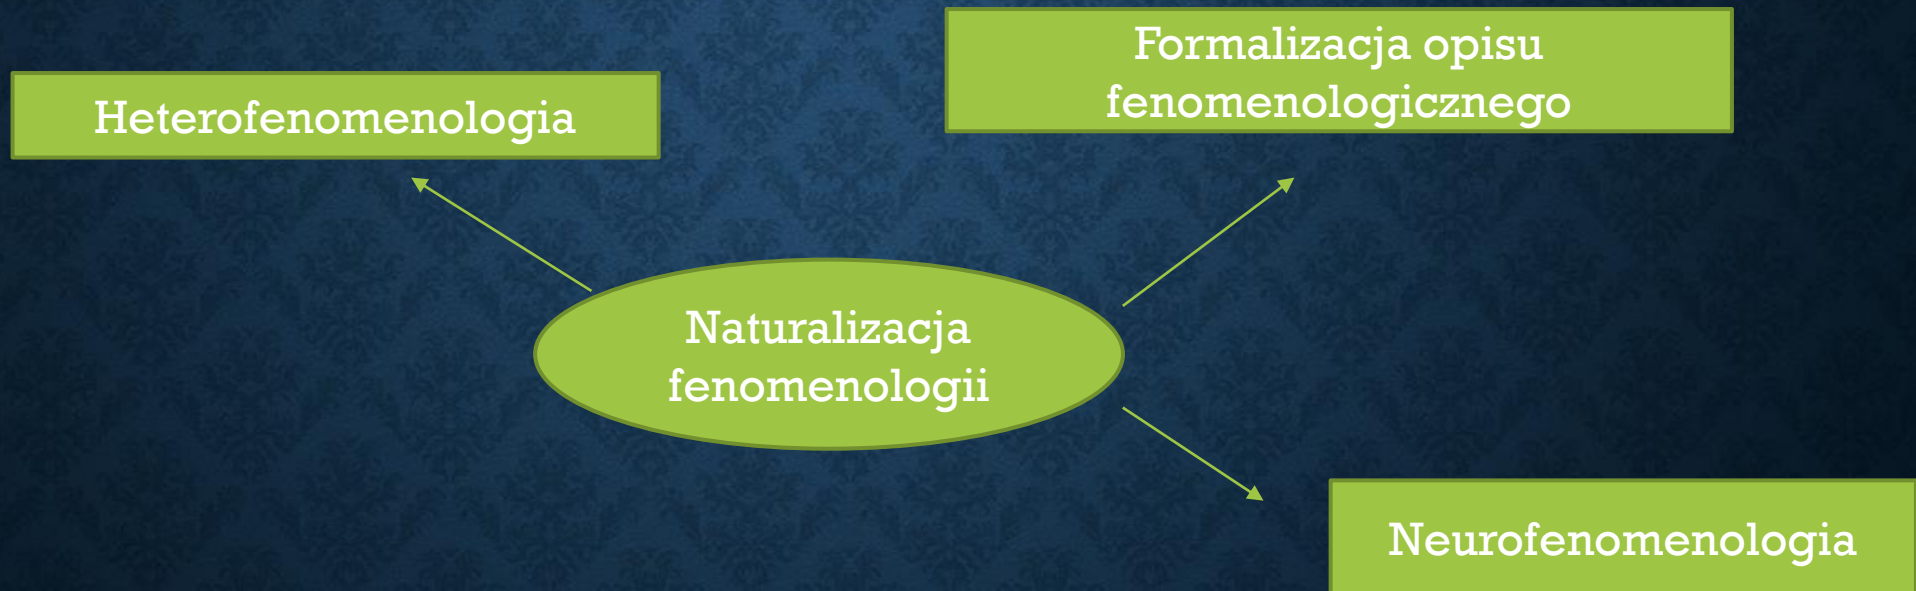 Formalizacja opisu
fenomenologicznego
Heterofenomenologia
Naturalizacja
fenomenologii
Neurofenomenologia